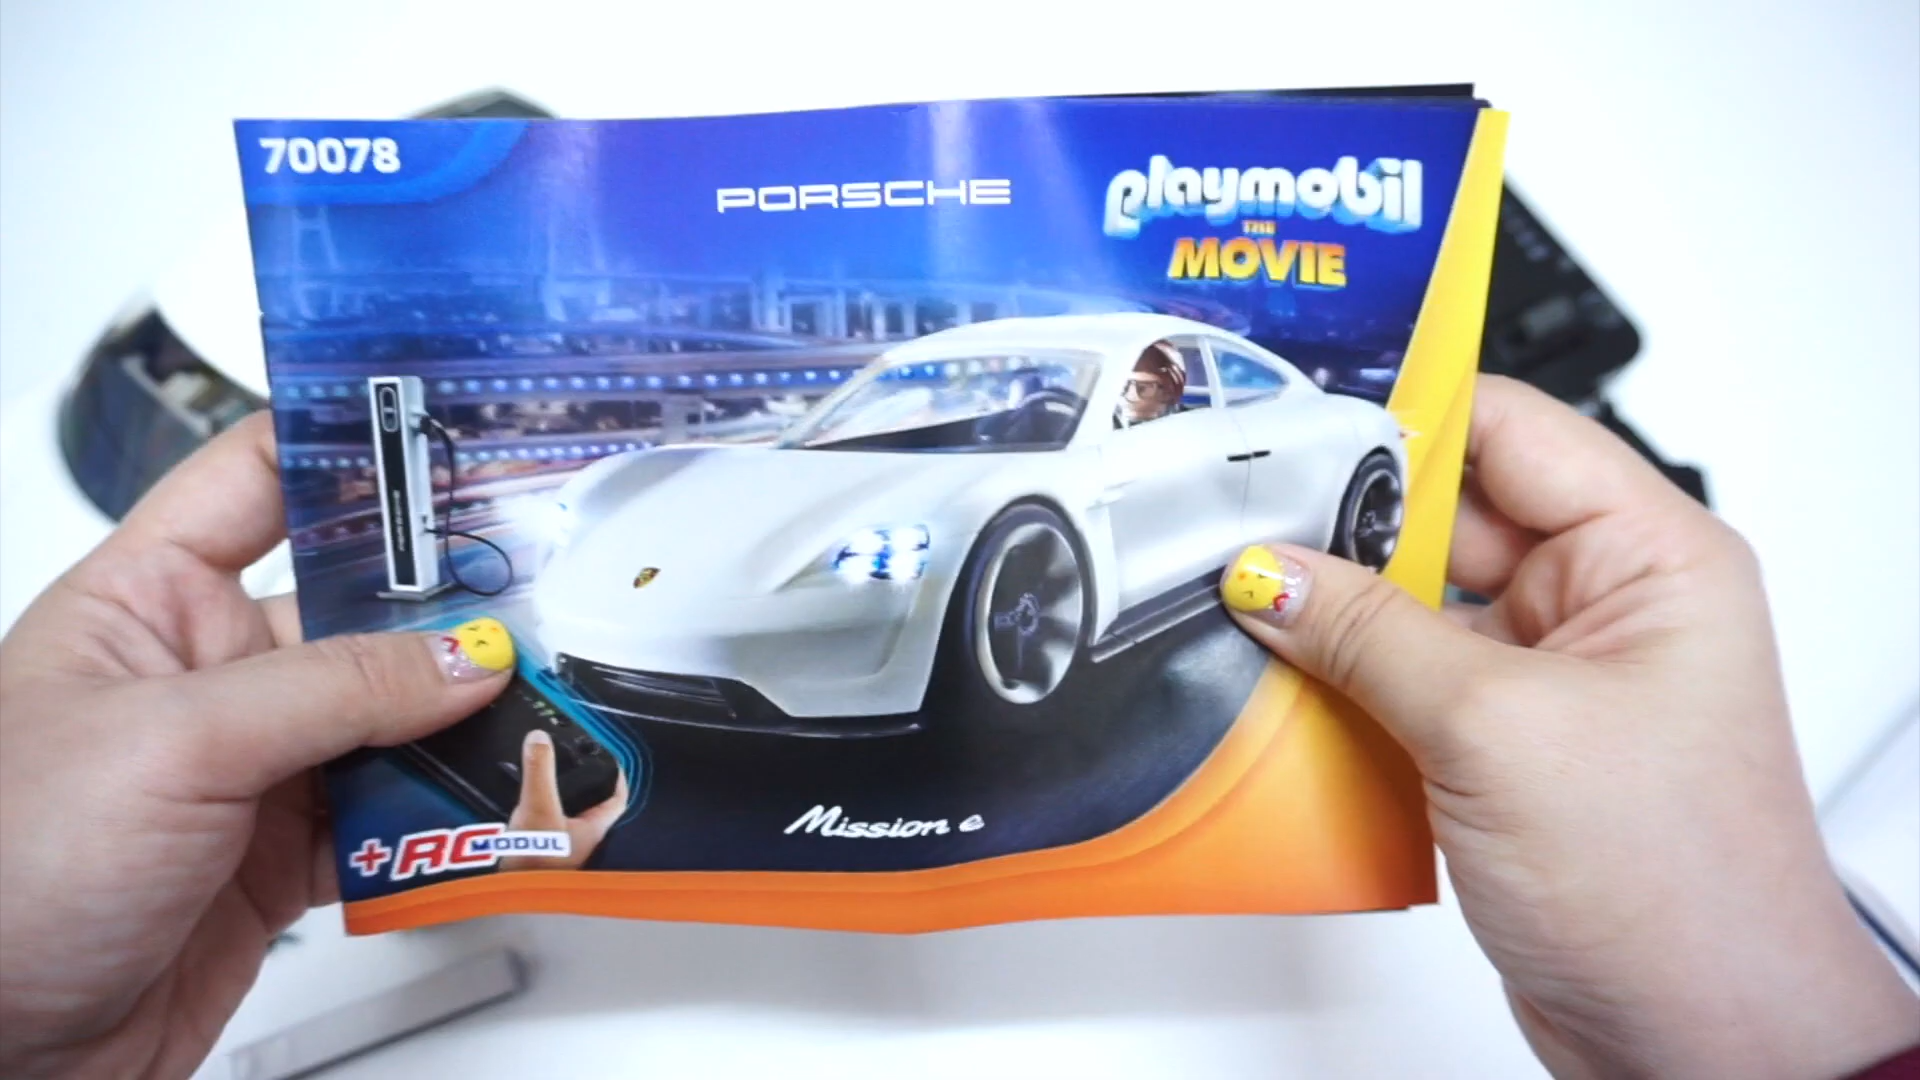 70078
PORSCHE
playmobil
THE
MOVIE
Mission e
+ RC MODUL